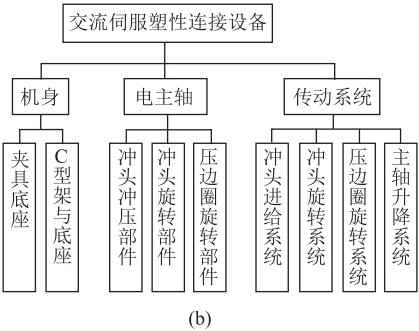 交流伺服塑性连接设备
机身
电主轴
传动系统
夹具底座
C型架与底座
冲头冲压部件
冲头旋转部件
压边圈旋转部件
冲头进给系统
冲头旋转系统
压边圈旋转系统
主轴升降系统
(b)